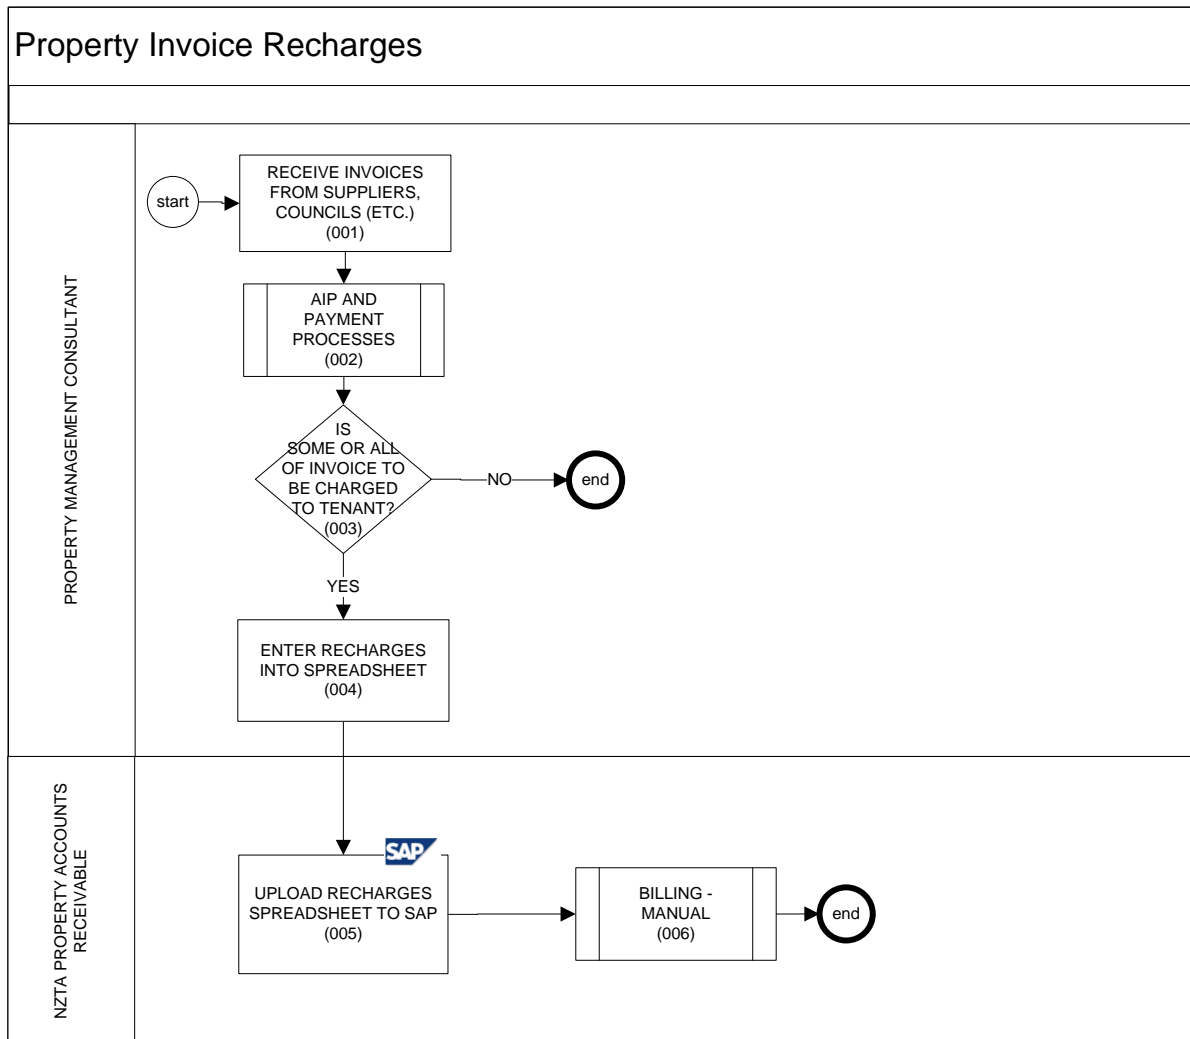 Property Invoice Recharges
PROPERTY MANAGEMENT CONSULTANT
start
RECEIVE INVOICES
FROM SUPPLIERS,
COUNCILS (ETC.)
(001)
AIP AND
PAYMENT
PROCESSES
(002)
IS
SOME OR ALL
OF INVOICE TO
BE CHARGED
TO TENANT?
(003)
NO
end
YES
ENTER RECHARGES
INTO SPREADSHEET
(004)
NZTA PROPERTY ACCOUNTS
RECEIVABLE
SAP
UPLOAD RECHARGES
SPREADSHEET TO SAP
(005)
BILLING -
MANUAL
(006)
end